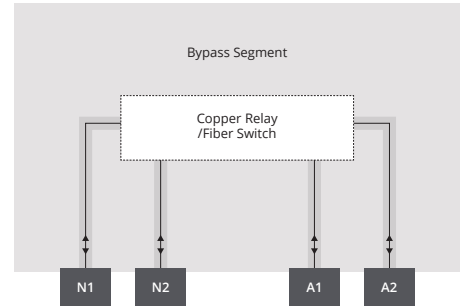 Bypass Segment
Copper Relay
/Fiber Switch
N1
N2
A1
A2